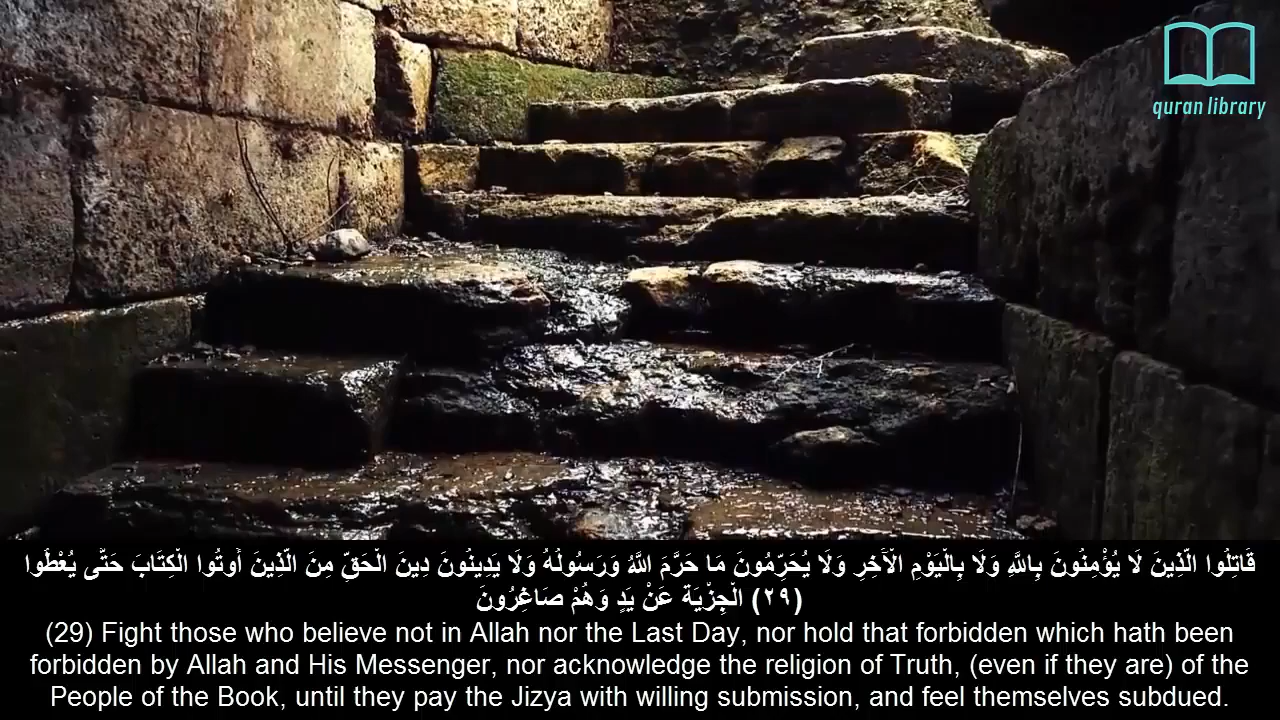 quran library
قَاتِلُوا الَّذِينَ لَا يُؤْمِنُونَ بِاللَّهِ وَلَا بِالْيَوْمِ الْآخِرِ وَلَا يُحَرِّمُونَ مَا حَرَّمَ اللَّهُ وَرَسُولُهُ وَلَا يَدِينُونَ دِينَ الْحَقِّ مِنَ الَّذِينَ أُوتُوا الْكِتَابَ حَتَّى يُعْطُوا
الْجِزْيَةَ عَنْ يَدٍ وَهُمْ صَاغِرُونَ (٢٩)
(29) Fight those who believe not in Allah nor the Last Day, nor hold that forbidden which hath been
forbidden by Allah and His Messenger, nor acknowledge the religion of Truth, (even if they are) of the
People of the Book, until they pay the Jizya with willing submission, and feel themselves subdued.